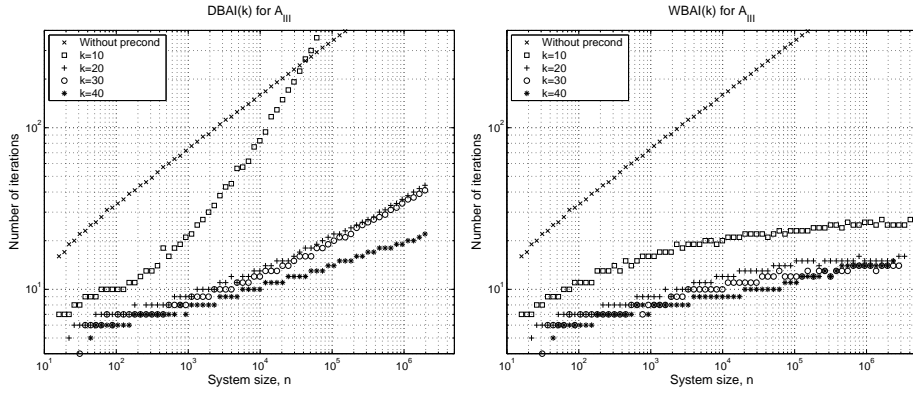 DBAI(k) for A_III
Without precond
k=10
k=20
k=30
k=40
Number of iterations
10^2
10^1
10^1
10^2
10^3
10^4
10^5
10^6
System size, n
WBAI(k) for A_III
Without precond
k=10
k=20
k=30
k=40
Number of iterations
10^2
10^1
10^1
10^2
10^3
10^4
10^5
10^6
System size, n